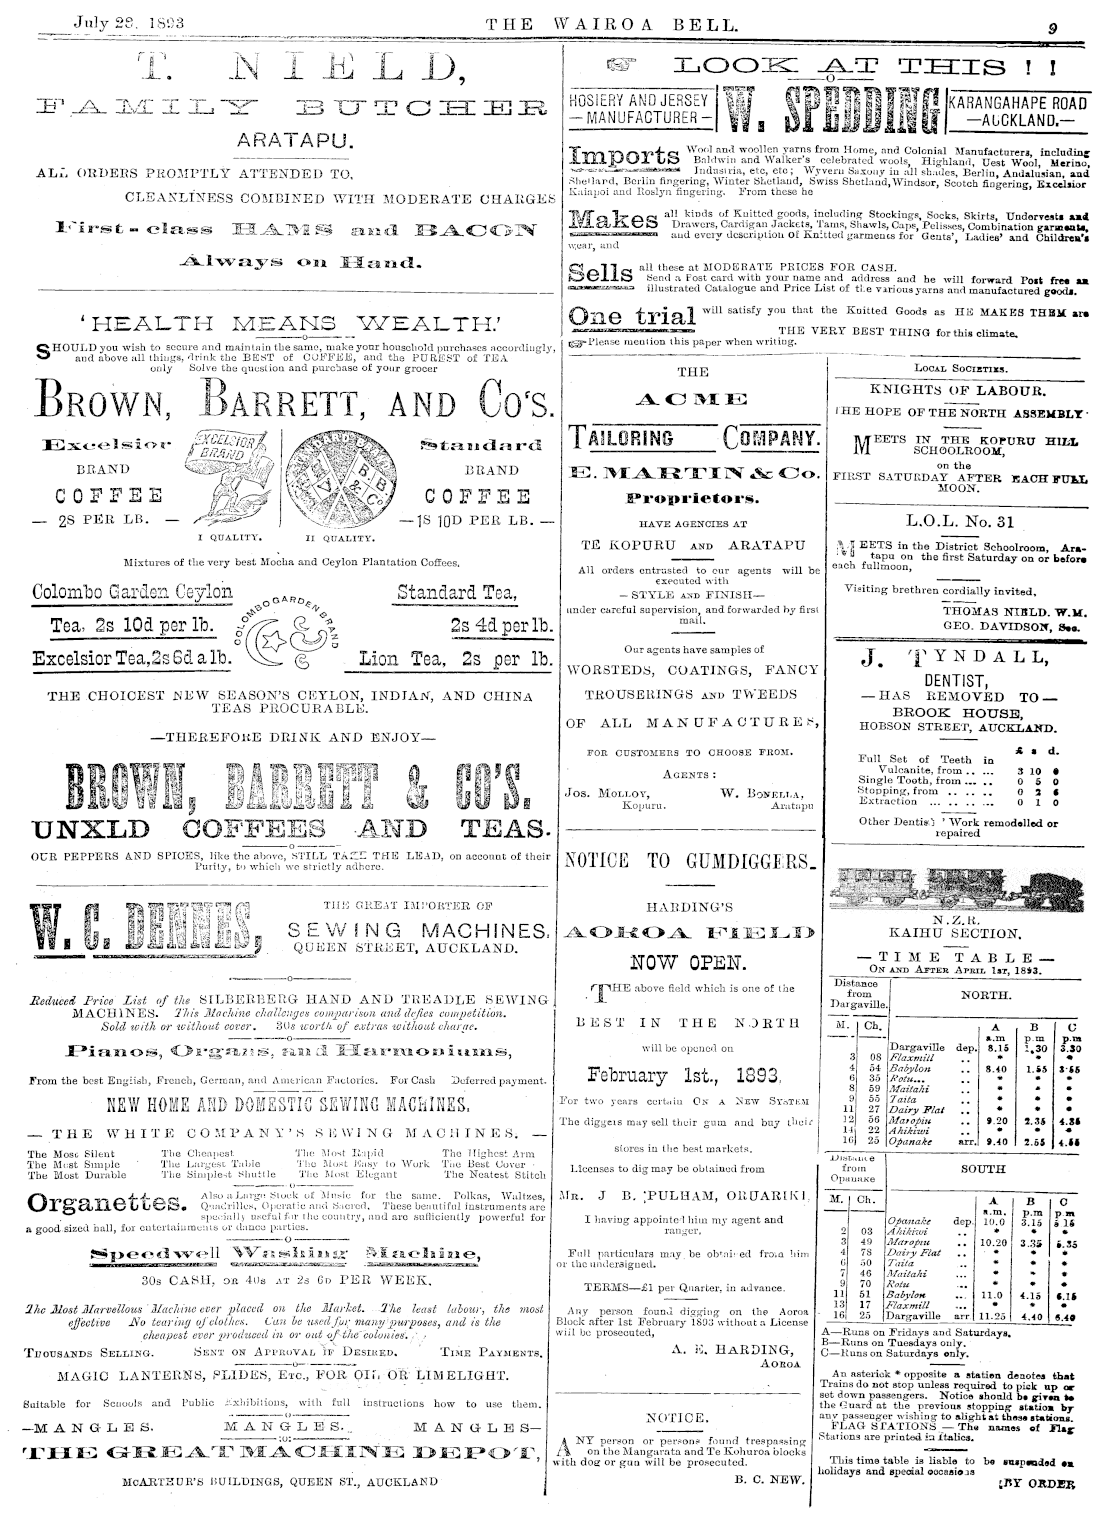 July 28, 1893
THE WAIROA BELL.
9
T. NIELD,
FAMILY BUTCHER
ARATAPU.
ALL ORDERS PROMPTLY ATTENDED TO,
CLEANLINESS COMBINED WITH MODERATE CHARGES
First-class HAMS and BACON
Always on Hand.
'HEALTH MEANS WEALTH.'
SHOULD you wish to secure and maintain the same, make your household purchases accordingly,
and above all things, drink the BEST of COFFEE, and the PUREST of TEA
only Solve the question and purchase of your grocer
BROWN, BARRETT, AND CO'S.
Excelsior
BRAND
COFFEE
— 2S PER LB. —
EXCELSIOR
BRAND
STANDARD BRAND
B.B.
& Co
Standard
BRAND
COFFEE
—1S 10D PER LB. —
I QUALITY. II QUALITY.
Mixtures of the very best Mocha and Ceylon Plantation Coffees.
Colombo Garden Ceylon
Tea, 2s 10d per lb.
Excelsior Tea, 2s 6d a lb.
COLOMBO GARDEN BRAND
Standard Tea,
2s 4d per lb.
Lion Tea, 2s per lb.
THE CHOICEST NEW SEASON'S CEYLON, INDIAN, AND CHINA
TEAS PROCURABLE.
—THEREFORE DRINK AND ENJOY—
BROWN, BARRETT & CO'S.
UNXLD COFFEES AND TEAS.
OUR PEPPERS AND SPICES, like the above, STILL TAKE THE LEAD, on account of their
Purity, to which we strictly adhere.
W. C. DENNES,
THE GREAT IMPORTER OF
SEWING MACHINES,
QUEEN STREET, AUCKLAND.
Reduced Price List of the SILBERBERG HAND AND TREADLE SEWING
MACHINES. This Machine challenges comparison and defies competition.
Sold with or without cover. 30s worth of extras without charge.
Pianos, Organs, and Harmoniums,
From the best English, French, German, and American Factories. For Cash Deferred payment.
NEW HOME AND DOMESTIC SEWING MACHINES,
— THE WHITE COMPANY'S SEWING MACHINES. —
The Most Silent The Cheapest The Most Rapid The Highest Arm
The Most Simple The Largest Table The Most Easy to Work The Best Cover
The Most Durable The Simplest Shuttle The Most Elegant The Neatest Stitch
Organettes. Also a Large Stock of Music for the same. Polkas, Waltzes,
Quadrilles, Operatic and Sacred. These beautiful instruments are
specially useful for the country, and are sufficiently powerful for
a good sized hall, for entertainments or dance parties.
Speedwell Washing Machine,
30s CASH, OR 40s AT 2s 6D PER WEEK.
The Most Marvellous Machine ever placed on the Market. The least labour, the most
effective No tearing of clothes. Can be used for many purposes, and is the
cheapest ever produced in or out of the colonies.
THOUSANDS SELLING. SENT ON APPROVAL IF DESIRED. TIME PAYMENTS.
MAGIC LANTERNS, SLIDES, ETC., FOR OIL OR LIMELIGHT.
Suitable for Schools and Public Exhibitions, with full instructions how to use them.
—MANGLES. MANGLES. MANGLES—
THE GREAT MACHINE DEPOT,
McARTHUR'S BUILDINGS, QUEEN ST., AUCKLAND
LOOK AT THIS ! !
HOSIERY AND JERSEY
— MANUFACTURER —
W. SPEDDING
KARANGAHAPE ROAD
—AUCKLAND.—
Imports Wool and woollen yarns from Home, and Colonial Manufacturers, including
Baldwin and Walker's celebrated wools, Highland, Uest Wool, Merino,
Industria, etc, etc; Wyvern Saxony in all shades, Berlin, Andalusian, and
Shetland, Berlin fingering, Winter Shetland, Swiss Shetland, Windsor, Scotch fingering, Excelsior
Kaiapoi and Roslyn fingering. From these he
Makes all kinds of Knitted goods, including Stockings, Socks, Skirts, Undervests and
Drawers, Cardigan Jackets, Tams, Shawls, Caps, Pelisses, Combination garments,
and every description of Knitted garments for Gents', Ladies' and Children's
wear, and
Sells all these at MODERATE PRICES FOR CASH.
Send a Post card with your name and address and he will forward Post free an
illustrated Catalogue and Price List of the various yarns and manufactured goods.
One trial will satisfy you that the Knitted Goods as HE MAKES THEM are
THE VERY BEST THING for this climate.
Please mention this paper when writing.
THE
ACME
TAILORING COMPANY.
E. MARTIN & Co.
Proprietors.
HAVE AGENCIES AT
TE KOPURU AND ARATAPU
All orders entrusted to our agents will be
executed with
— STYLE AND FINISH—
under careful supervision, and forwarded by first
mail.
Our agents have samples of
WORSTEDS, COATINGS, FANCY
TROUSERINGS AND TWEEDS
OF ALL MANUFACTURES,
FOR CUSTOMERS TO CHOOSE FROM.
AGENTS :
JOS. MOLLOY, W. BONELLA,
Kopuru. Aratapu
NOTICE TO GUMDIGGERS.
HARDING'S
AOROA FIELD
NOW OPEN.
THE above field which is one of the
BEST IN THE NORTH
will be opened on
February 1st., 1893,
For two years certain ON A NEW SYSTEM
The diggers may sell their gum and buy their
stores in the best markets.
Licenses to dig may be obtained from
MR. J B. PULHAM, ORUARIKI,
I having appointed him my agent and
ranger.
Full particulars may be obtained from him
or the undersigned.
TERMS—£1 per Quarter, in advance.
Any person found digging on the Aoroa
Block after 1st February 1893 without a License
will be prosecuted,
A. E. HARDING,
AOROA
NOTICE.
ANY person or persons found trespassing
on the Mangarata and Te Kohuroa blocks
with dog or gun will be prosecuted.
B. C. NEW.
LOCAL SOCIETIES.
KNIGHTS OF LABOUR.
THE HOPE OF THE NORTH ASSEMBLY
MEETS IN THE KOPURU HILL
SCHOOLROOM,
on the
FIRST SATURDAY AFTER EACH FULL
MOON.
L.O.L. No. 31
MEETS in the District Schoolroom, Ara-
tapu on the first Saturday on or before
each fullmoon,
Visiting brethren cordially invited,
THOMAS NIELD. W.M.
GEO. DAVIDSON, Sec.
J. TYNDALL,
DENTIST,
— HAS REMOVED TO —
BROOK HOUSE,
HOBSON STREET, AUCKLAND.
£ s d.
Full Set of Teeth in
Vulcanite, from .. ... 3 10 0
Single Tooth, from ... .. 0 5 0
Stopping, from .. .. .. 0 2 6
Extraction ... .. .. .. 0 1 0
Other Dentists' Work remodelled or
repaired
N.Z.R.
KAIHU SECTION.
— TIME TABLE —
ON AND AFTER APRIL 1ST, 1893.
Distance
from
Dargaville. NORTH.
M. Ch. A B C
a.m p.m p.m
Dargaville dep. 8.15 1.30 3.30
3 08 Flaxmill .. * * *
4 54 Babylon .. 8.40 1.55 3.55
6 35 Rotu... .. * * *
8 59 Maitahi .. * * *
9 55 Taita .. * * *
11 27 Dairy Flat .. * * *
12 56 Maropiu .. 9.20 2.35 4.35
14 22 Ahikiwi .. * * *
16 25 Opanake arr. 9.40 2.55 4.55
Distance
from
Opanake SOUTH
M. Ch. A B C
a.m. p.m p m
Opanake dep. 10.0 3.15 5 15
2 03 Ahikiwi .. * * *
3 49 Maropiu .. 10.20 3.35 5.35
4 78 Dairy Flat .. * * *
6 50 Taita .. * * *
7 46 Maitahi ... * * *
9 70 Rotu ... * * *
11 51 Babylon .. 11.0 4.15 6.15
13 17 Flaxmill ... * * *
16 25 Dargaville arr 11.25 4.40 6.40
A—Runs on Fridays and Saturdays.
B—Runs on Tuesdays only.
C—Runs on Saturdays only.
An asterick * opposite a station denotes that
Trains do not stop unless required to pick up or
set down passengers. Notice should be given to
the Guard at the previous stopping station by
any passenger wishing to alight at these stations.
FLAG STATIONS — The names of Flag
Stations are printed in italics.
This time table is liable to be suspended on
holidays and special occasions
BY ORDER